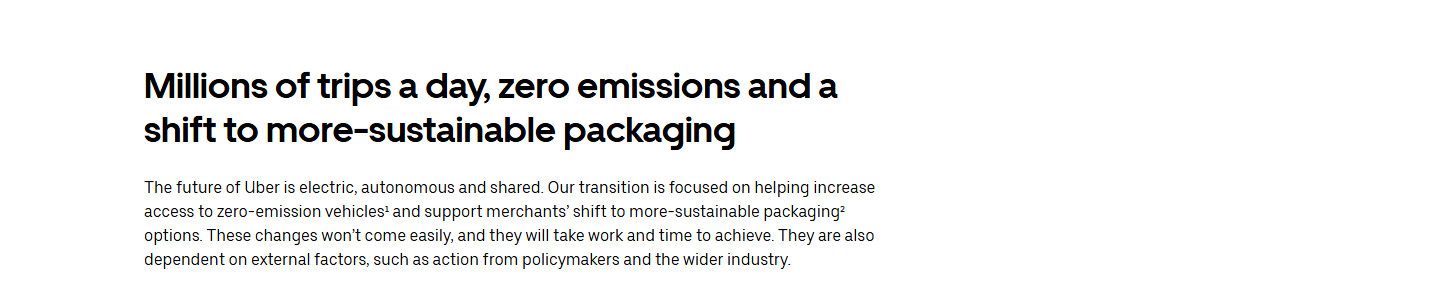 Millions of trips a day, zero emissions and a
shift to more-sustainable packaging
The future of Uber is electric, autonomous and shared. Our transition is focused on helping increase
access to zero-emission vehicles¹ and support merchants’ shift to more-sustainable packaging²
options. These changes won’t come easily, and they will take work and time to achieve. They are also
dependent on external factors, such as action from policymakers and the wider industry.